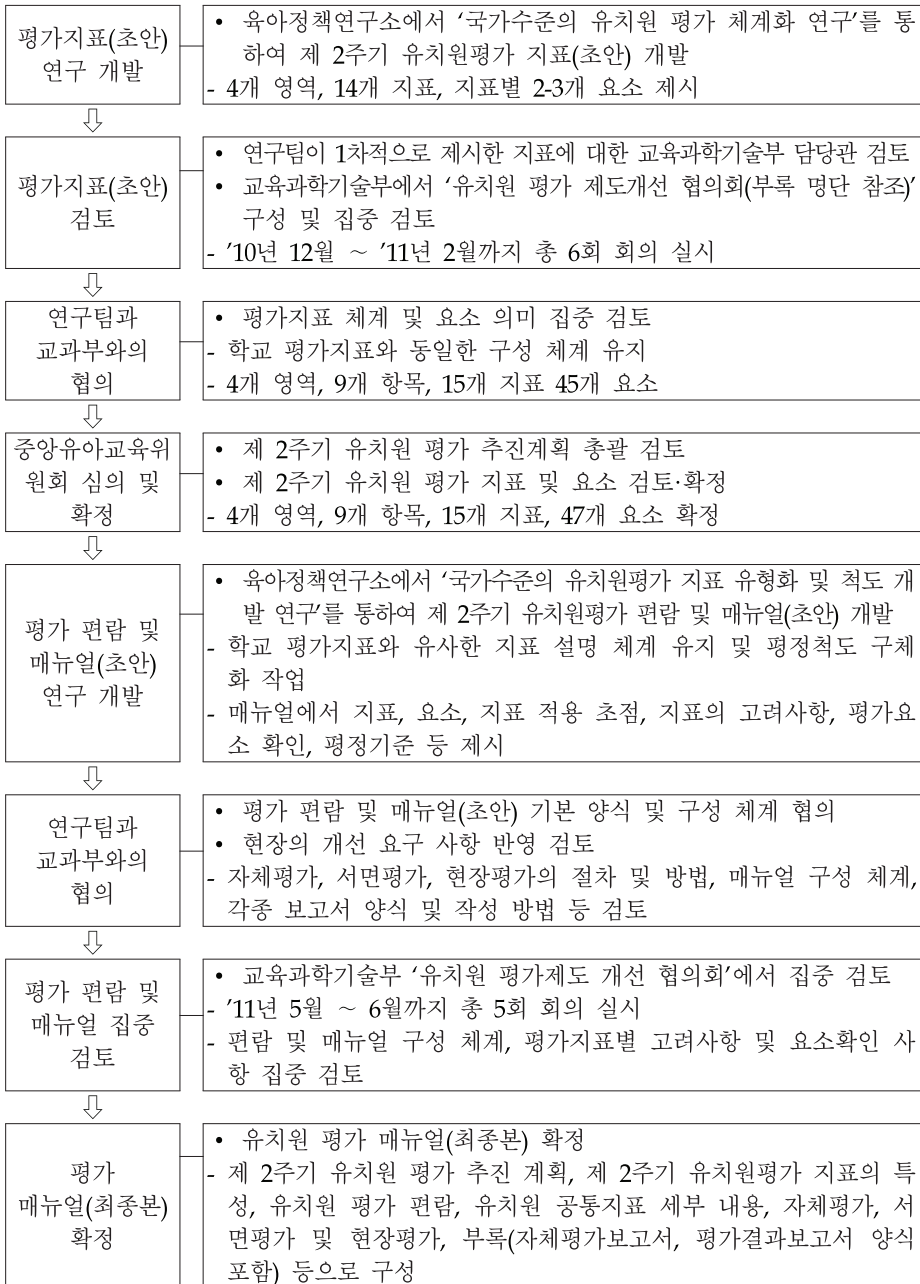 평가지표(초안)
연구 개발
• 육아정책연구소에서 ‘국가수준의 유치원 평가 체계화 연구’를 통
하여 제 2주기 유치원평가 지표(초안) 개발
- 4개 영역, 14개 지표, 지표별 2-3개 요소 제시
⇩
평가지표(초안)
검토
• 연구팀이 1차적으로 제시한 지표에 대한 교육과학기술부 담당관 검토
• 교육과학기술부에서 ‘유치원 평가 제도개선 협의회(부록 명단 참조)’
구성 및 집중 검토
- ’10년 12월 ∼ ’11년 2월까지 총 6회 회의 실시
⇩
연구팀과
교과부와의
협의
• 평가지표 체계 및 요소 의미 집중 검토
- 학교 평가지표와 동일한 구성 체계 유지
- 4개 영역, 9개 항목, 15개 지표 45개 요소
⇩
중앙유아교육위
원회 심의 및
확정
• 제 2주기 유치원 평가 추진계획 총괄 검토
• 제 2주기 유치원 평가 지표 및 요소 검토·확정
- 4개 영역, 9개 항목, 15개 지표, 47개 요소 확정
⇩
평가 편람 및
매뉴얼(초안)
연구 개발
• 육아정책연구소에서 ‘국가수준의 유치원평가 지표 유형화 및 척도 개
발 연구’를 통하여 제 2주기 유치원평가 편람 및 매뉴얼(초안) 개발
- 학교 평가지표와 유사한 지표 설명 체계 유지 및 평정척도 구체
화 작업
- 매뉴얼에서 지표, 요소, 지표 적용 초점, 지표의 고려사항, 평가요
소 확인, 평정기준 등 제시
⇩
연구팀과
교과부와의
협의
• 평가 편람 및 매뉴얼(초안) 기본 양식 및 구성 체계 협의
• 현장의 개선 요구 사항 반영 검토
- 자체평가, 서면평가, 현장평가의 절차 및 방법, 매뉴얼 구성 체계,
각종 보고서 양식 및 작성 방법 등 검토
⇩
평가 편람 및
매뉴얼 집중
검토
• 교육과학기술부 ‘유치원 평가제도 개선 협의회’에서 집중 검토
- ’11년 5월 ∼ 6월까지 총 5회 회의 실시
- 편람 및 매뉴얼 구성 체계, 평가지표별 고려사항 및 요소확인 사
항 집중 검토
⇩
평가
매뉴얼(최종본)
확정
• 유치원 평가 매뉴얼(최종본) 확정
- 제 2주기 유치원 평가 추진 계획, 제 2주기 유치원평가 지표의 특
성, 유치원 평가 편람, 유치원 공통지표 세부 내용, 자체평가, 서
면평가 및 현장평가, 부록(자체평가보고서, 평가결과보고서 양식
포함) 등으로 구성